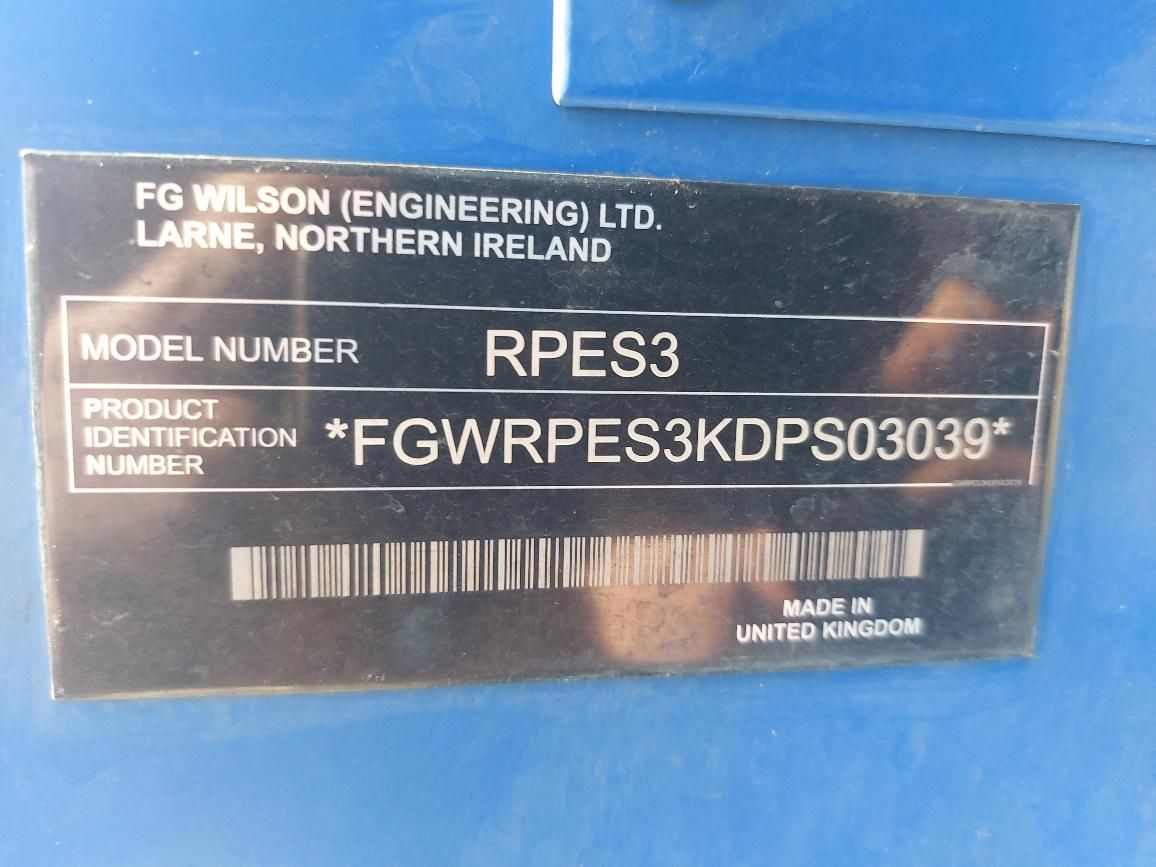 FG WILSON (ENGINEERING) LTD.
LARNE, NORTHERN IRELAND
MODEL NUMBER RPES3
PRODUCT
IDENTIFICATION
NUMBER
*FGWRPES3KDPS03039*
MADE IN
UNITED KINGDOM